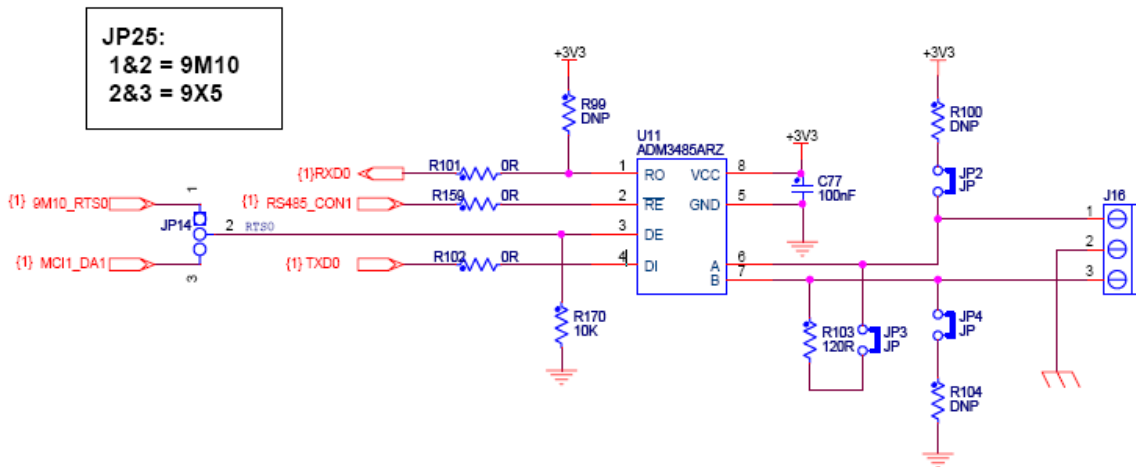 JP25:
1&2 = 9M10
2&3 = 9X5
+3V3
R99
DNP
+3V3
R100
DNP
U11
ADM3485ARZ
+3V3
{1}RXD0
R101
0R
1
RO
VCC
8
C77
100nF
JP2
JP
J16
{1} 9M10_RTS0
1
{1} RS485_CON1
R159
0R
2
RE
GND
5
JP14
2
RTS0
3
DE
1
2
3
{1} MCI1_DA1
3
{1} TXD0
R102
0R
4
DI
A
6
B
7
R170
10K
R103
120R
JP3
JP
JP4
JP
R104
DNP